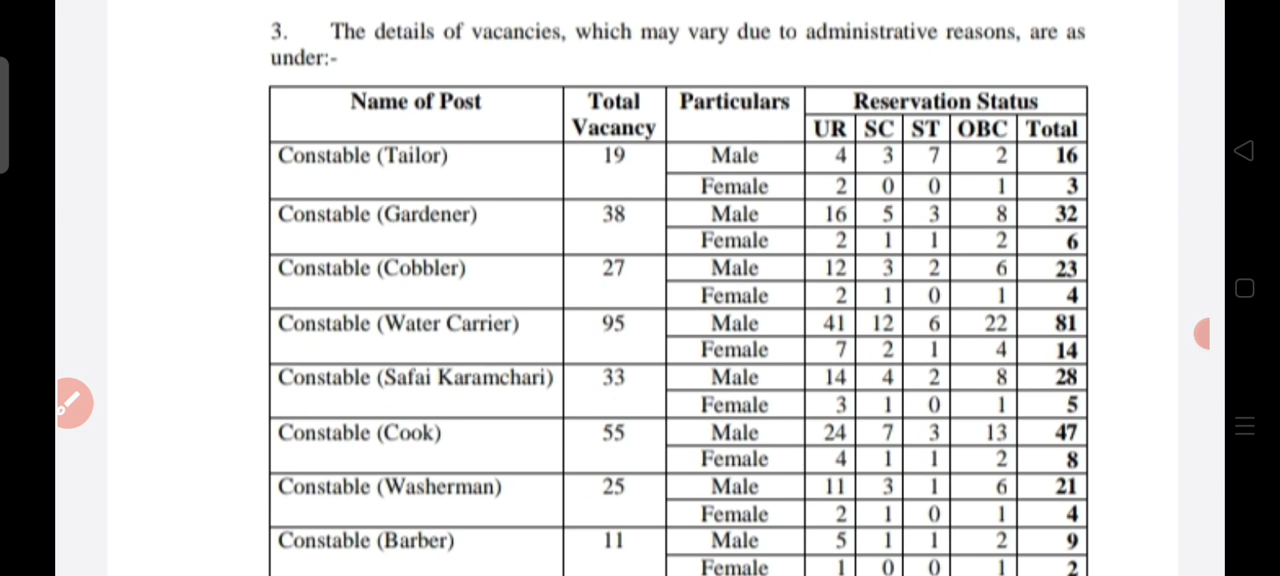 3. The details of vacancies, which may vary due to administrative reasons, are as
under:-
Name of Post Total Vacancy Particulars Reservation Status
UR SC ST OBC Total
Constable (Tailor) 19 Male 4 3 7 2 16
Female 2 0 0 1 3
Constable (Gardener) 38 Male 16 5 3 8 32
Female 2 1 1 2 6
Constable (Cobbler) 27 Male 12 3 2 6 23
Female 2 1 0 1 4
Constable (Water Carrier) 95 Male 41 12 6 22 81
Female 7 2 1 4 14
Constable (Safai Karamchari) 33 Male 14 4 2 8 28
Female 3 1 0 1 5
Constable (Cook) 55 Male 24 7 3 13 47
Female 4 1 1 2 8
Constable (Washerman) 25 Male 11 3 1 6 21
Female 2 1 0 1 4
Constable (Barber) 11 Male 5 1 1 2 9
Female 1 0 0 1 2